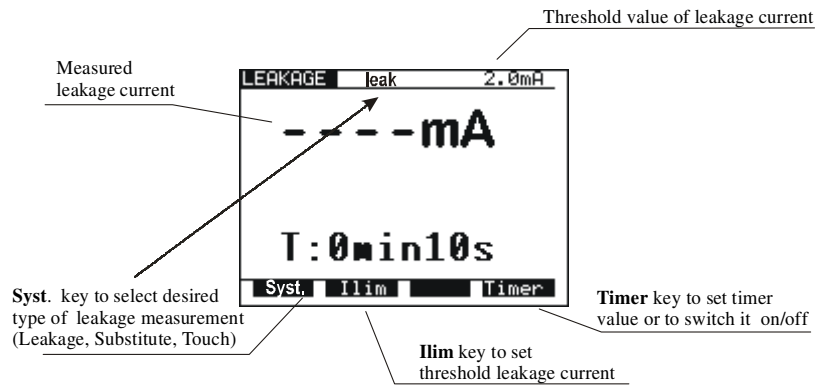 Threshold value of leakage current
Measured
leakage current
LEAKAGE leak 2.0mA
----mA
T:0min10s
Syst. Ilim Timer
Syst. key to select desired
type of leakage measurement
(Leakage, Substitute, Touch)
Ilim key to set
threshold leakage current
Timer key to set timer
value or to switch it on/off